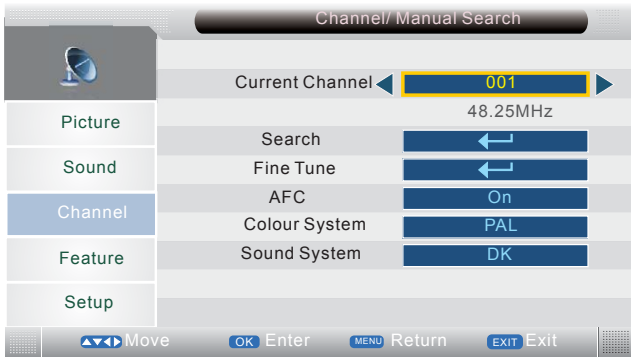 Channel/ Manual Search
Picture
Sound
Channel
Feature
Setup
Current Channel 001
48.25MHz
Search
Fine Tune
AFC On
Colour System PAL
Sound System DK
Move OK Enter MENU Return EXIT Exit